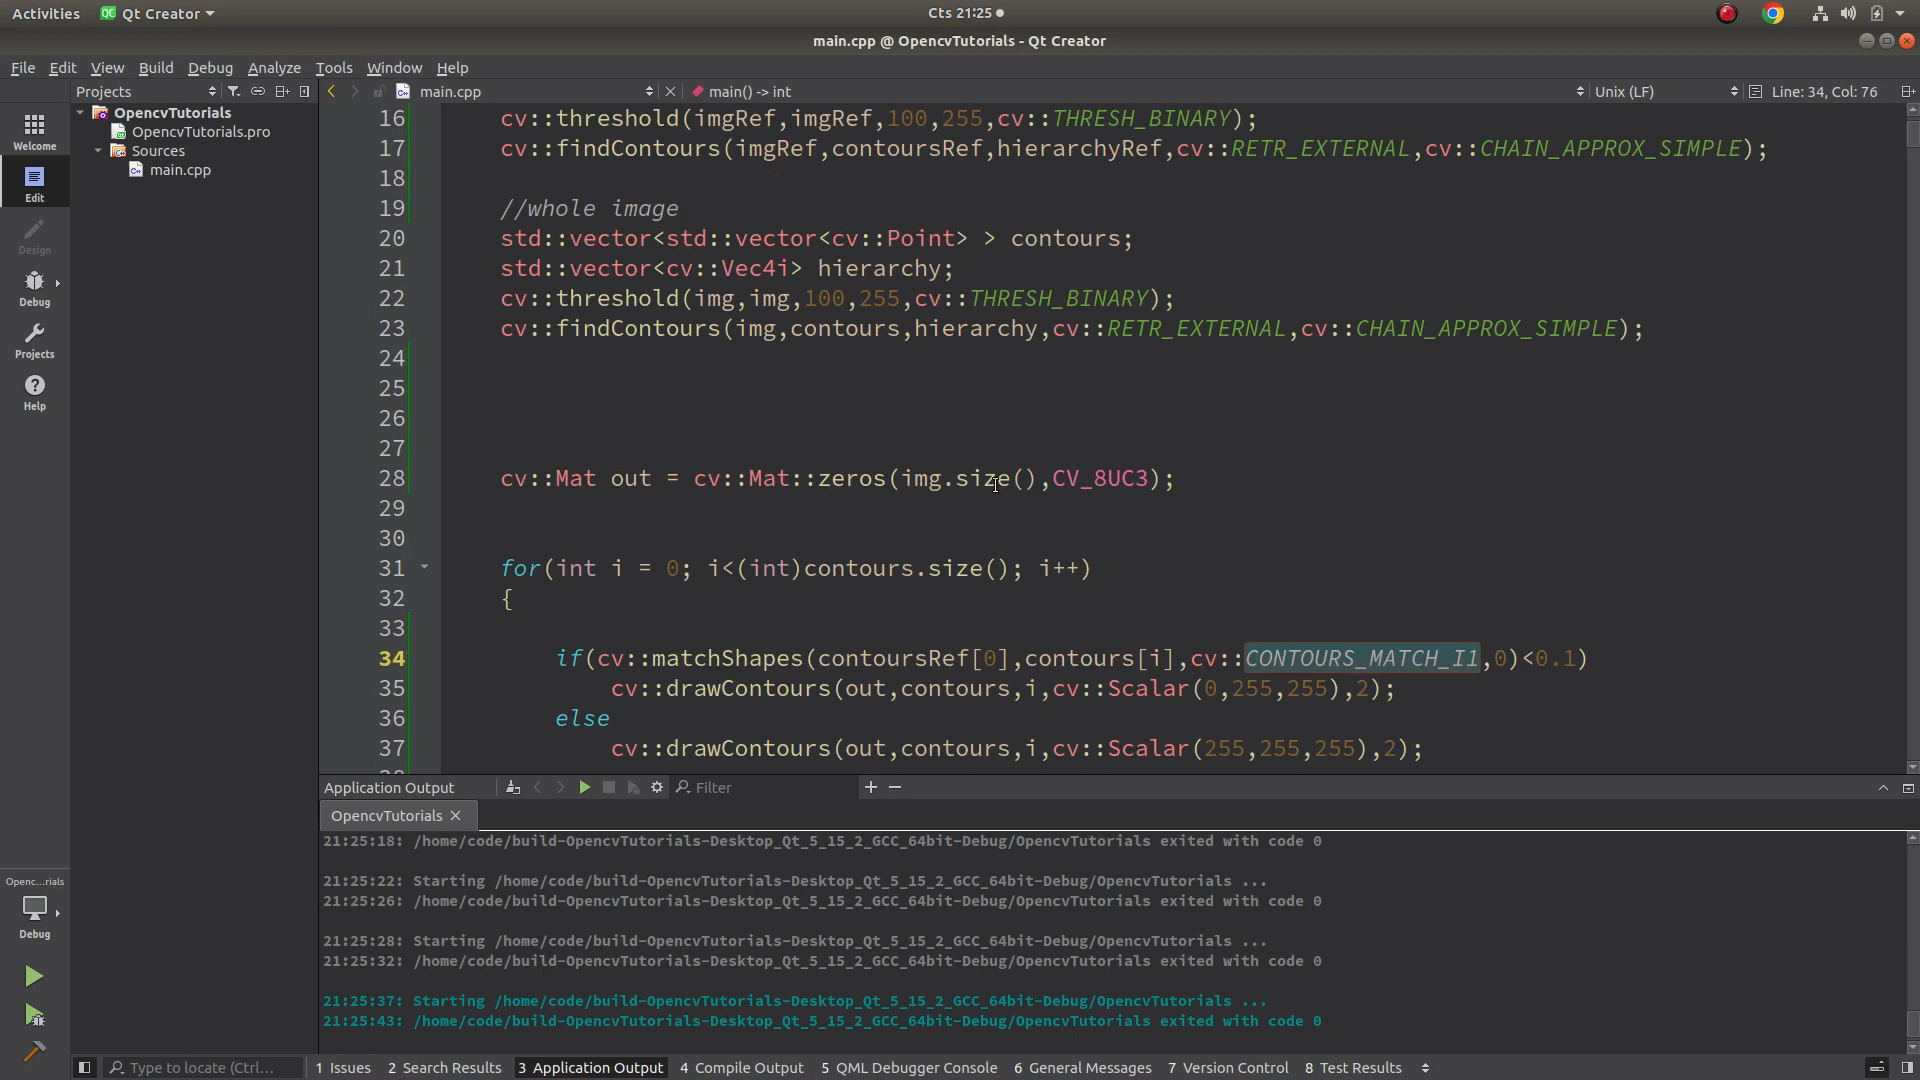 Activities Qt Creator Cts 21:25
main.cpp @ OpencvTutorials - Qt Creator
File Edit View Build Debug Analyze Tools Window Help
Projects main.cpp main() -> int Unix (LF) Line: 34, Col: 76
OpencvTutorials
OpencvTutorials.pro
Sources
main.cpp
Welcome
Edit
Design
Debug
Projects
Help
16 cv::threshold(imgRef,imgRef,100,255,cv::THRESH_BINARY);
17 cv::findContours(imgRef,contoursRef,hierarchyRef,cv::RETR_EXTERNAL,cv::CHAIN_APPROX_SIMPLE);
18
19 //whole image
20 std::vector<std::vector<cv::Point> > contours;
21 std::vector<cv::Vec4i> hierarchy;
22 cv::threshold(img,img,100,255,cv::THRESH_BINARY);
23 cv::findContours(img,contours,hierarchy,cv::RETR_EXTERNAL,cv::CHAIN_APPROX_SIMPLE);
24
25
26
27
28 cv::Mat out = cv::Mat::zeros(img.size(),CV_8UC3);
29
30
31 for(int i = 0; i<(int)contours.size(); i++)
32 {
33
34 if(cv::matchShapes(contoursRef[0],contours[i],cv::CONTOURS_MATCH_I1,0)<0.1)
35 cv::drawContours(out,contours,i,cv::Scalar(0,255,255),2);
36 else
37 cv::drawContours(out,contours,i,cv::Scalar(255,255,255),2);
Application Output Filter
OpencvTutorials
21:25:18: /home/code/build-OpencvTutorials-Desktop_Qt_5_15_2_GCC_64bit-Debug/OpencvTutorials exited with code 0
21:25:22: Starting /home/code/build-OpencvTutorials-Desktop_Qt_5_15_2_GCC_64bit-Debug/OpencvTutorials ...
21:25:26: /home/code/build-OpencvTutorials-Desktop_Qt_5_15_2_GCC_64bit-Debug/OpencvTutorials exited with code 0
21:25:28: Starting /home/code/build-OpencvTutorials-Desktop_Qt_5_15_2_GCC_64bit-Debug/OpencvTutorials ...
21:25:32: /home/code/build-OpencvTutorials-Desktop_Qt_5_15_2_GCC_64bit-Debug/OpencvTutorials exited with code 0
21:25:37: Starting /home/code/build-OpencvTutorials-Desktop_Qt_5_15_2_GCC_64bit-Debug/OpencvTutorials ...
21:25:43: /home/code/build-OpencvTutorials-Desktop_Qt_5_15_2_GCC_64bit-Debug/OpencvTutorials exited with code 0
Openc...rials
Debug
Type to locate (Ctrl... 1 Issues 2 Search Results 3 Application Output 4 Compile Output 5 QML Debugger Console 6 General Messages 7 Version Control 8 Test Results